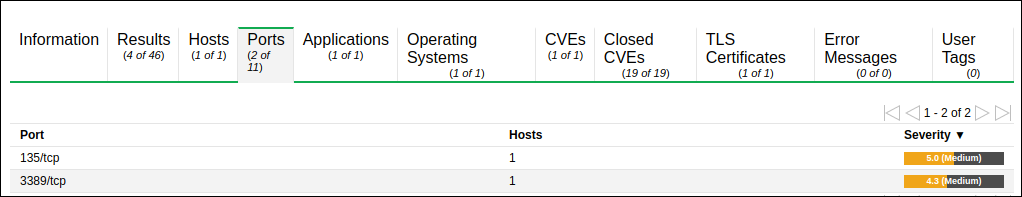 Information Results Hosts Ports Applications Operating CVEs Closed TLS Error User
(4 of 46) (1 of 1) (2 of (1 of 1) Systems (1 of 1) CVEs Certificates Messages Tags
11) (1 of 1) (19 of 19) (1 of 1) (0 of 0) (0)
1 - 2 of 2
Port Hosts Severity ▼
135/tcp 1 5.0 (Medium)
3389/tcp 1 4.3 (Medium)